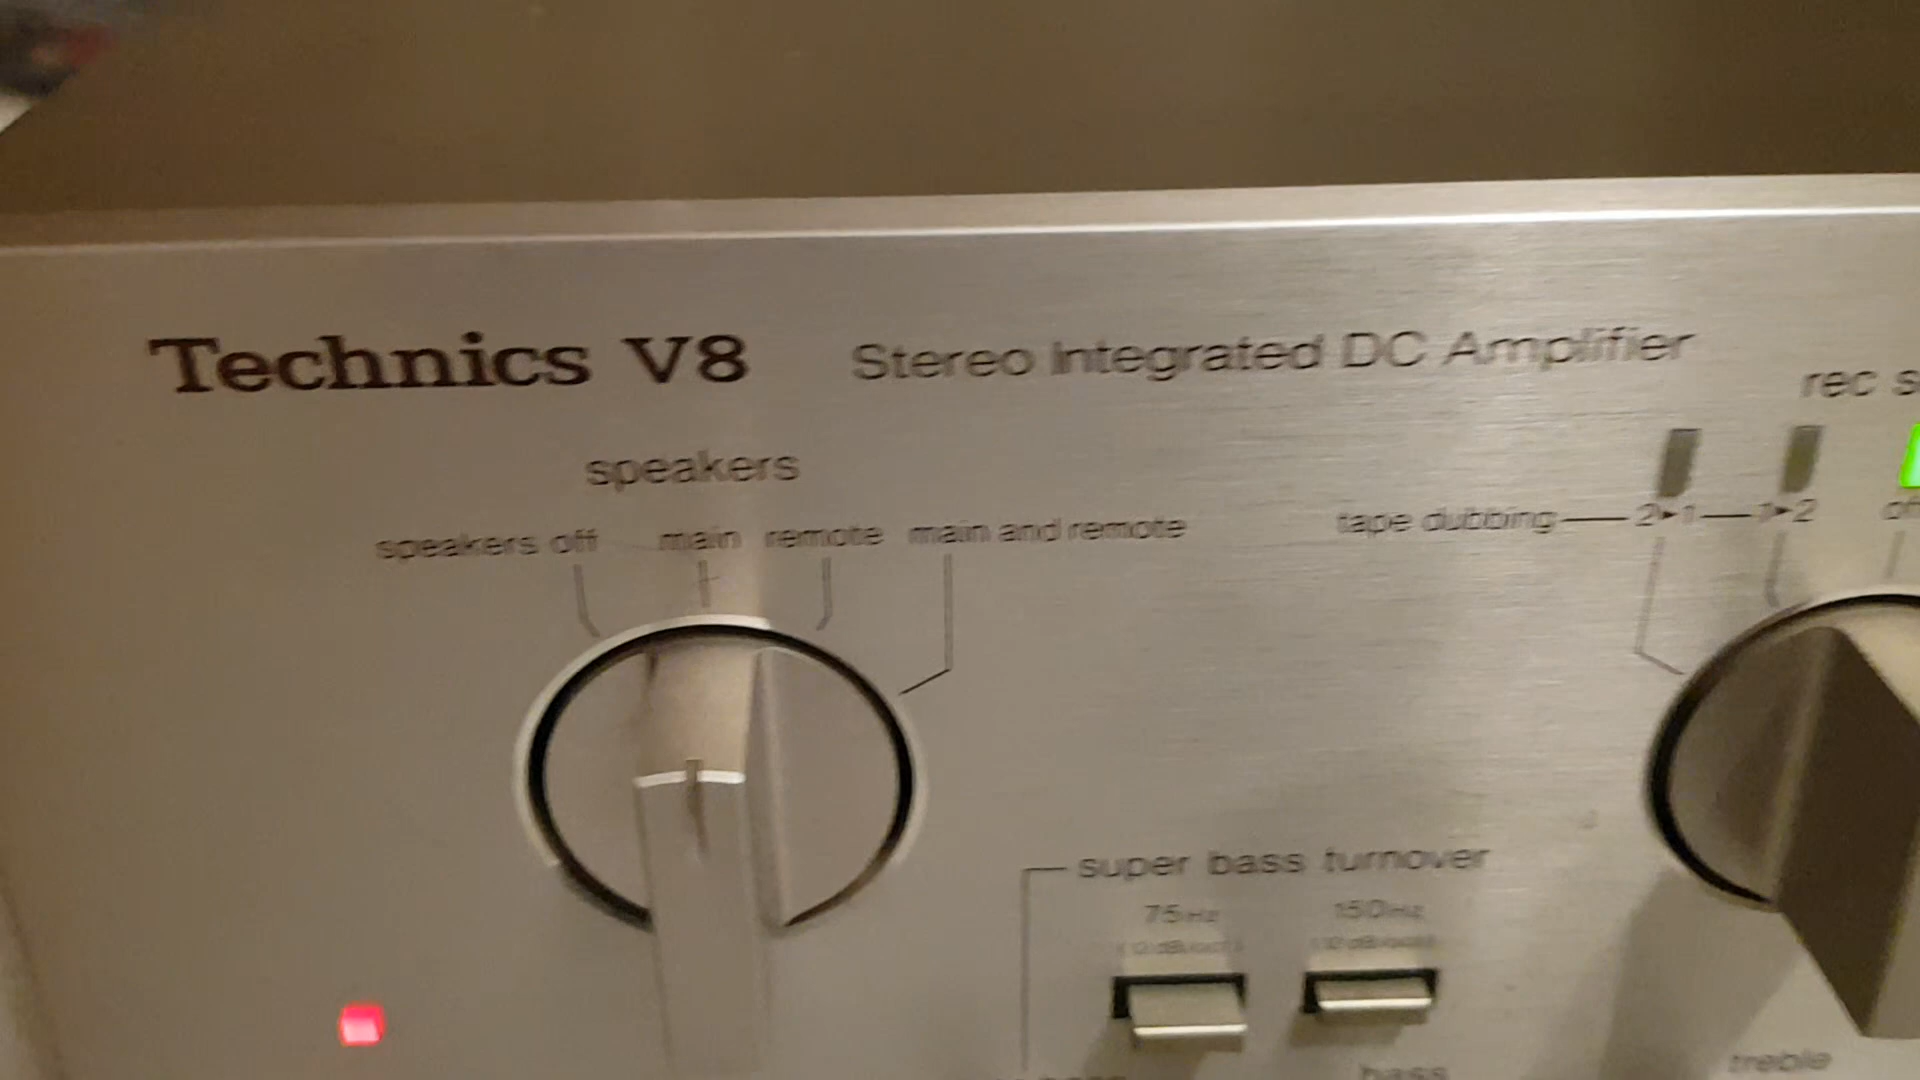 Technics V8 Stereo Integrated DC Amplifier
rec
speakers
speakers off main remote main and remote
tape dubbing 2▸1 1▸2
super bass turnover
75Hz 150Hz
bass treble